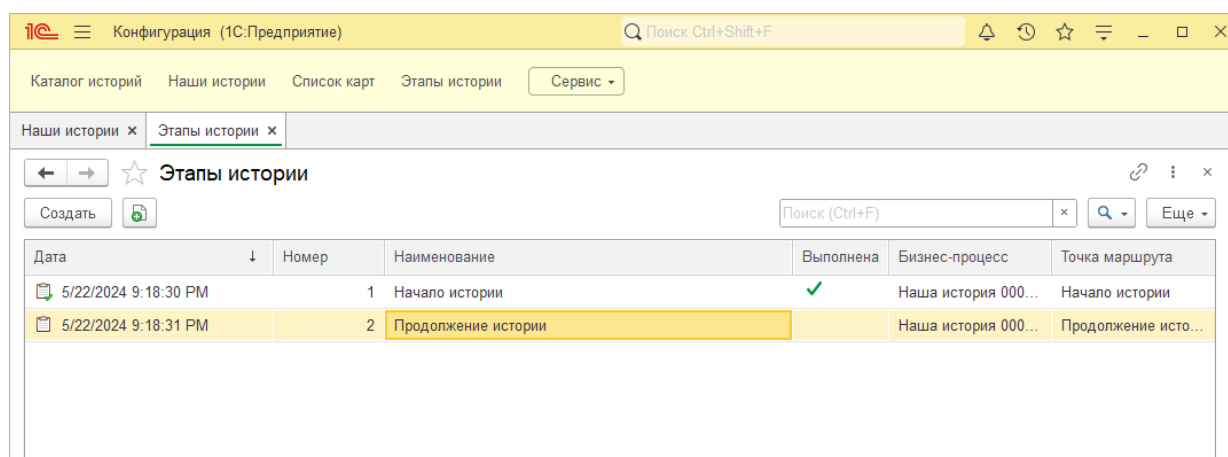 1С Конфигурация (1С:Предприятие) Поиск Ctrl+Shift+F
Каталог историй Наши истории Список карт Этапы истории Сервис
Наши истории × Этапы истории ×
Этапы истории
Создать Поиск (Ctrl+F) × Еще
Дата ↓ Номер Наименование Выполнена Бизнес-процесс Точка маршрута
5/22/2024 9:18:30 PM 1 Начало истории Наша история 000... Начало истории
5/22/2024 9:18:31 PM 2 Продолжение истории Наша история 000... Продолжение исто...